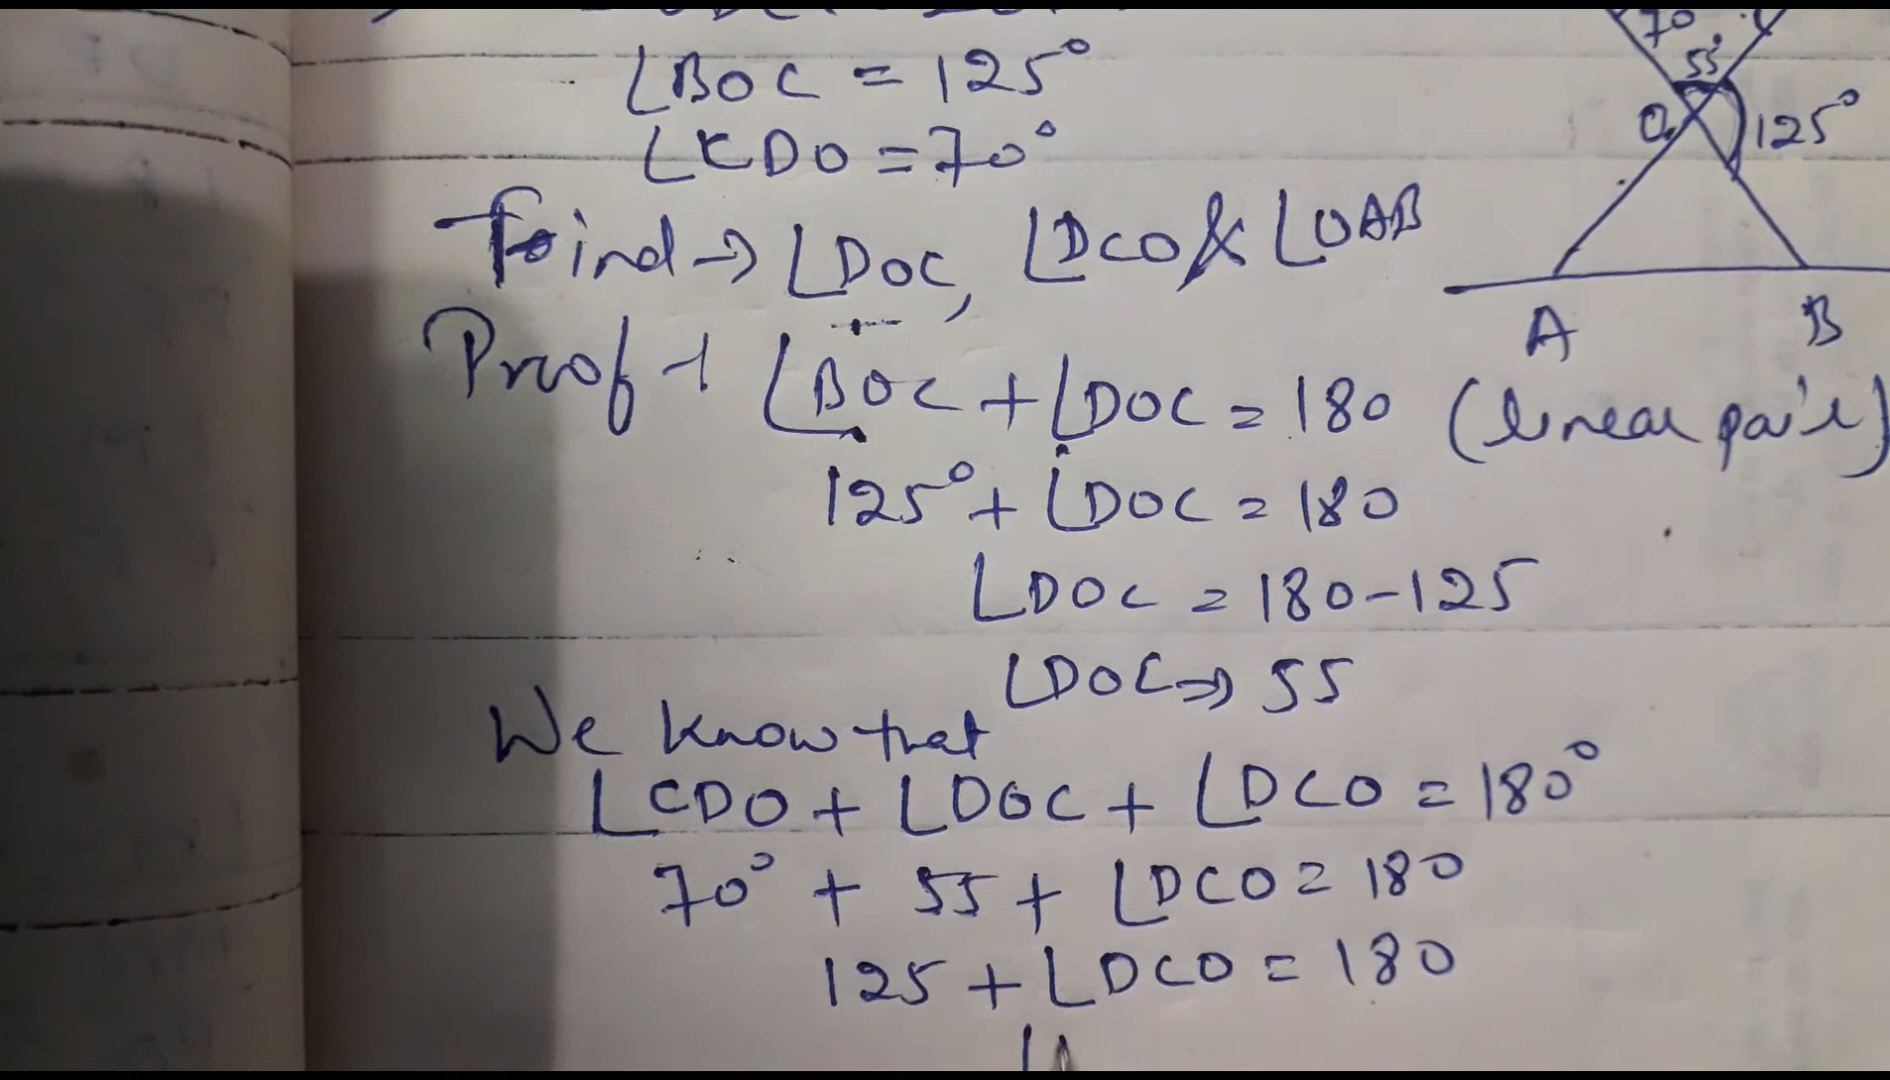 ∠BOC = 125°
∠CDO = 70°
Find → ∠DOC, ∠DCO & ∠OAB
Proof → ∠BOC + ∠DOC = 180 (linear pair)
125° + ∠DOC = 180
∠DOC = 180-125
∠DOC ⇒ 55
We know that
∠CDO + ∠DOC + ∠DCO = 180°
70° + 55 + ∠DCO = 180
125 + ∠DCO = 180
70
55°
O
125°
A
B